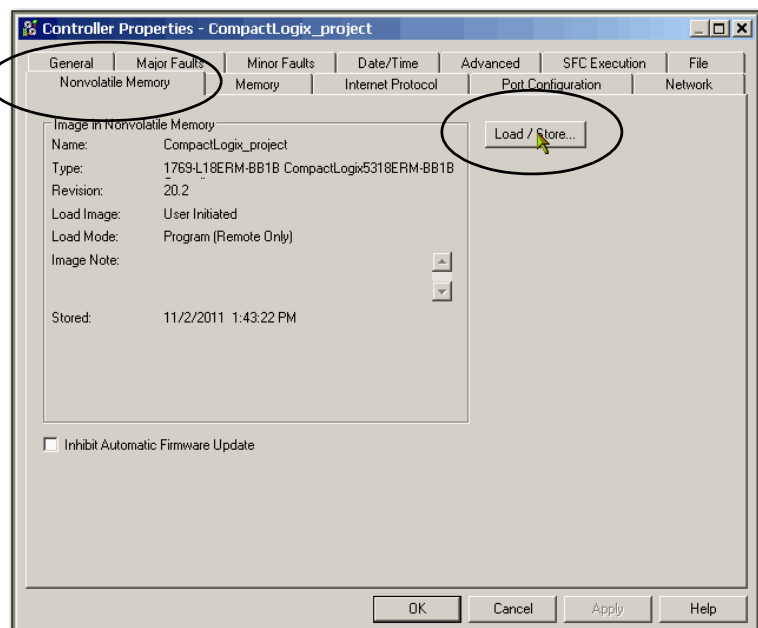 Controller Properties - CompactLogix_project
General Major Faults Minor Faults Date/Time Advanced SFC Execution File
Nonvolatile Memory Memory Internet Protocol Port Configuration Network
Image in Nonvolatile Memory
Load / Store...
Name: CompactLogix_project
Type: 1769-L18ERM-BB1B CompactLogix5318ERM-BB1B
Revision: 20.2
Load Image: User Initiated
Load Mode: Program (Remote Only)
Image Note:
Stored: 11/2/2011 1:43:22 PM
Inhibit Automatic Firmware Update
OK Cancel Apply Help